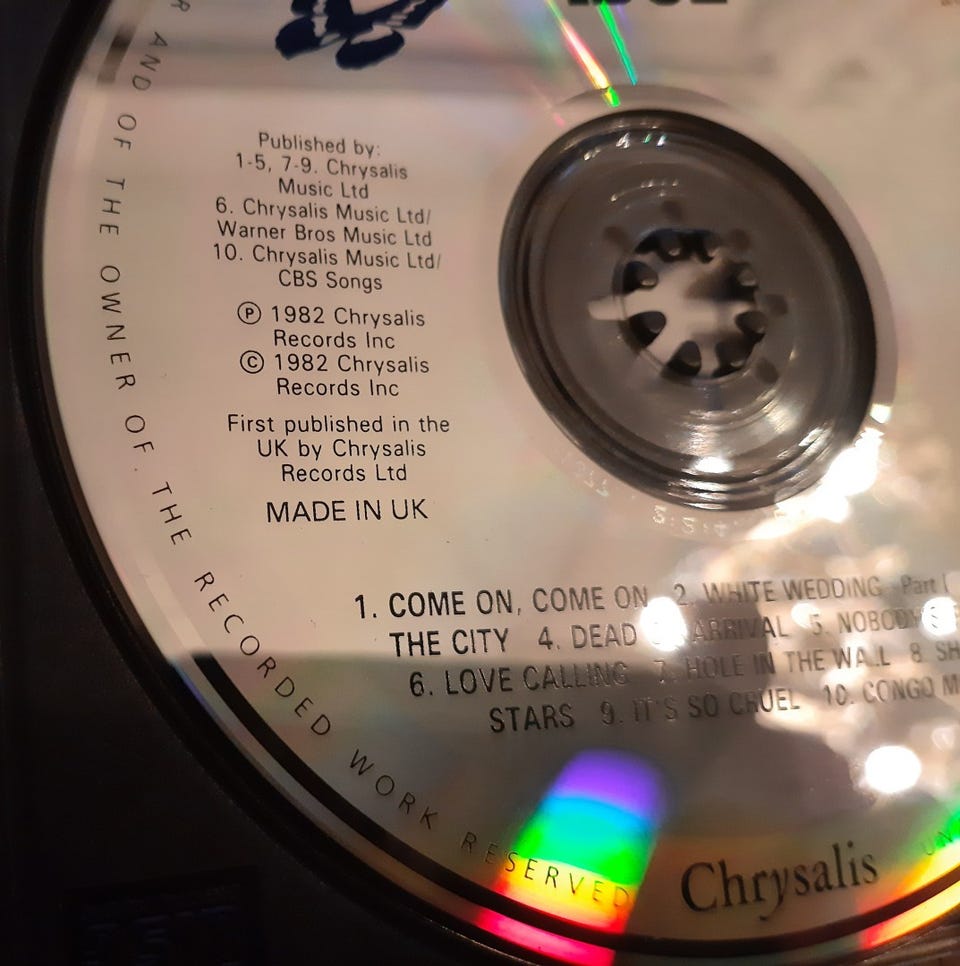 AND OF THE OWNER OF THE RECORDED WORK RESERVED
Published by:
1-5, 7-9. Chrysalis
Music Ltd
6. Chrysalis Music Ltd/
Warner Bros Music Ltd
10. Chrysalis Music Ltd/
CBS Songs
Ⓟ 1982 Chrysalis
Records Inc
© 1982 Chrysalis
Records Inc
First published in the
UK by Chrysalis
Records Ltd
MADE IN UK
1. COME ON, COME ON 2. WHITE WEDDING Part
THE CITY 4. DEAD ARRIVAL 5.
6. LOVE CALLING 7. HOLE IN THE WALL 8.
STARS 9. IT'S SO CRUEL 10. CONGO
Chrysalis